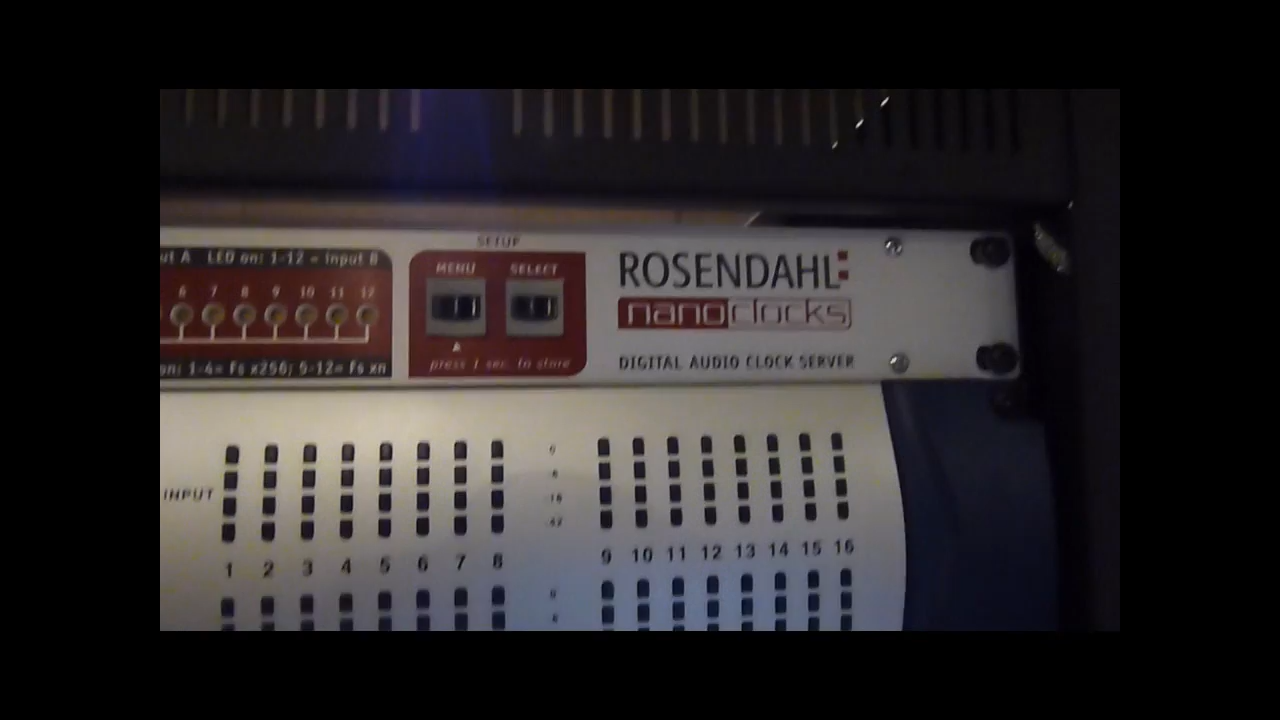 SETUP
ut A LED on: 1-12 = Input B
MENU SELECT
6 7 8 9 10 11 12
press 1 sec. to store
on: 1-4= Fs x256; 5-12= Fs xn
ROSENDAHL
nanoclocks
DIGITAL AUDIO CLOCK SERVER
INPUT
1 2 3 4 5 6 7 8
9 10 11 12 13 14 15 16